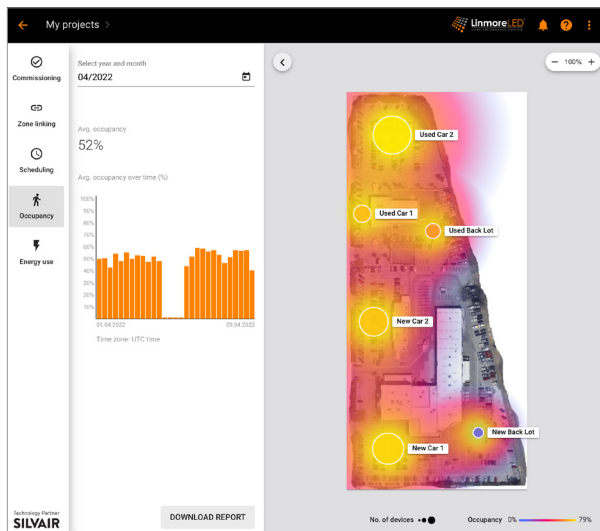 My projects >
LinmoreLED
Commissioning
Zone linking
Scheduling
Occupancy
Energy use
Select year and month
04/2022
Avg. occupancy
52%
Avg. occupancy over time (%)
100%
90%
80%
70%
60%
50%
40%
30%
20%
10%
01.04.2022
29.04.2022
Time zone: UTC time
DOWNLOAD REPORT
Technology Partner
SILVAIR
− 100% +
Used Car 2
Used Car 1
Used Back Lot
New Car 2
New Back Lot
New Car 1
No. of devices
Occupancy 0% 79%